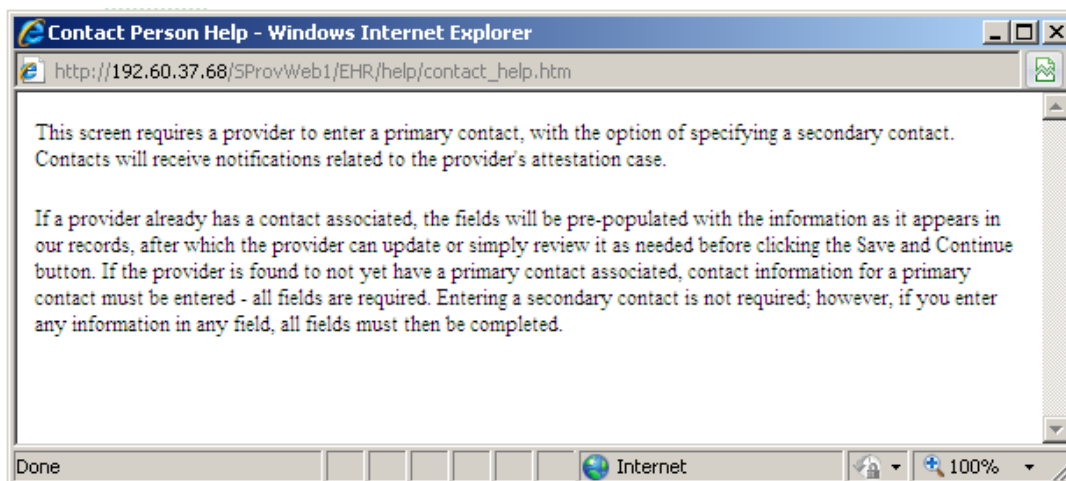 Contact Person Help - Windows Internet Explorer
http://192.60.37.68/SProvWeb1/EHR/help/contact_help.htm
This screen requires a provider to enter a primary contact, with the option of specifying a secondary contact.
Contacts will receive notifications related to the provider's attestation case.
If a provider already has a contact associated, the fields will be pre-populated with the information as it appears in
our records, after which the provider can update or simply review it as needed before clicking the Save and Continue
button. If the provider is found to not yet have a primary contact associated, contact information for a primary
contact must be entered - all fields are required. Entering a secondary contact is not required; however, if you enter
any information in any field, all fields must then be completed.
Done Internet 100%